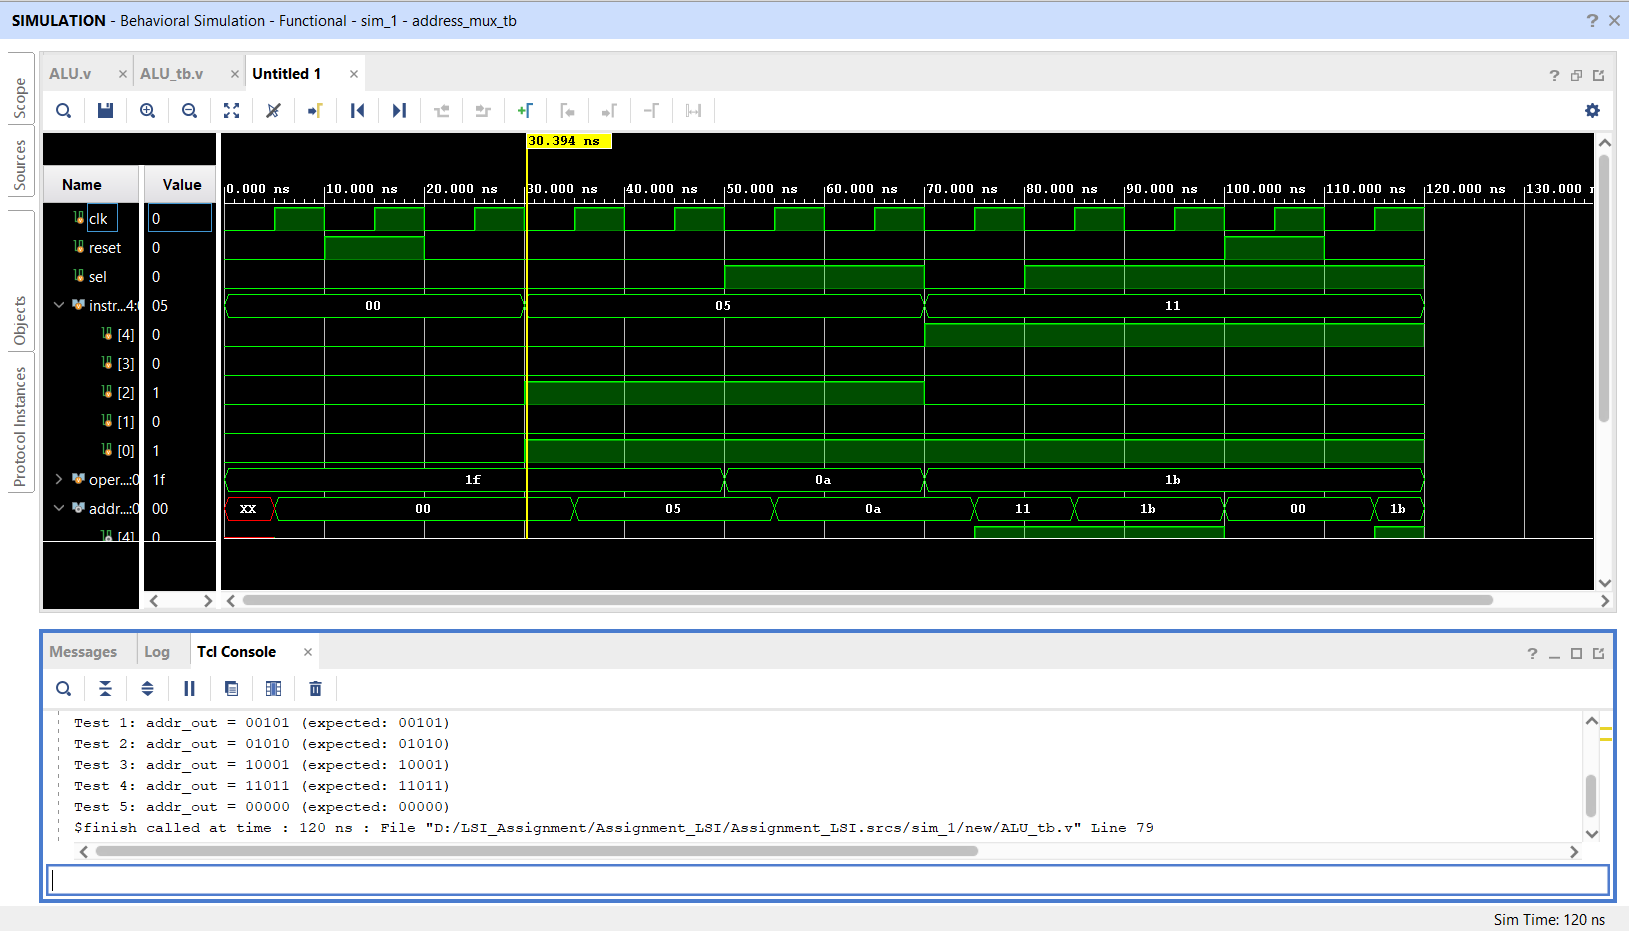 SIMULATION - Behavioral Simulation - Functional - sim_1 - address_mux_tb
Scope
Sources
Objects
Protocol Instances
ALU.v
ALU_tb.v
Untitled 1
30.394 ns
Name
Value
0.000 ns 10.000 ns 20.000 ns 30.000 ns 40.000 ns 50.000 ns 60.000 ns 70.000 ns 80.000 ns 90.000 ns 100.000 ns 110.000 ns 120.000 ns 130.000 n
clk 0
reset 0
sel 0
instr...4:0 05 00 05 11
[4] 0
[3] 0
[2] 1
[1] 0
[0] 1
oper...:0 1f 1f 0a 1b
addr...:0 00 XX 00 05 0a 11 1b 00 1b
[4] 0
Messages
Log
Tcl Console
Test 1: addr_out = 00101 (expected: 00101)
Test 2: addr_out = 01010 (expected: 01010)
Test 3: addr_out = 10001 (expected: 10001)
Test 4: addr_out = 11011 (expected: 11011)
Test 5: addr_out = 00000 (expected: 00000)
$finish called at time : 120 ns : File "D:/LSI_Assignment/Assignment_LSI/Assignment_LSI.srcs/sim_1/new/ALU_tb.v" Line 79
Sim Time: 120 ns